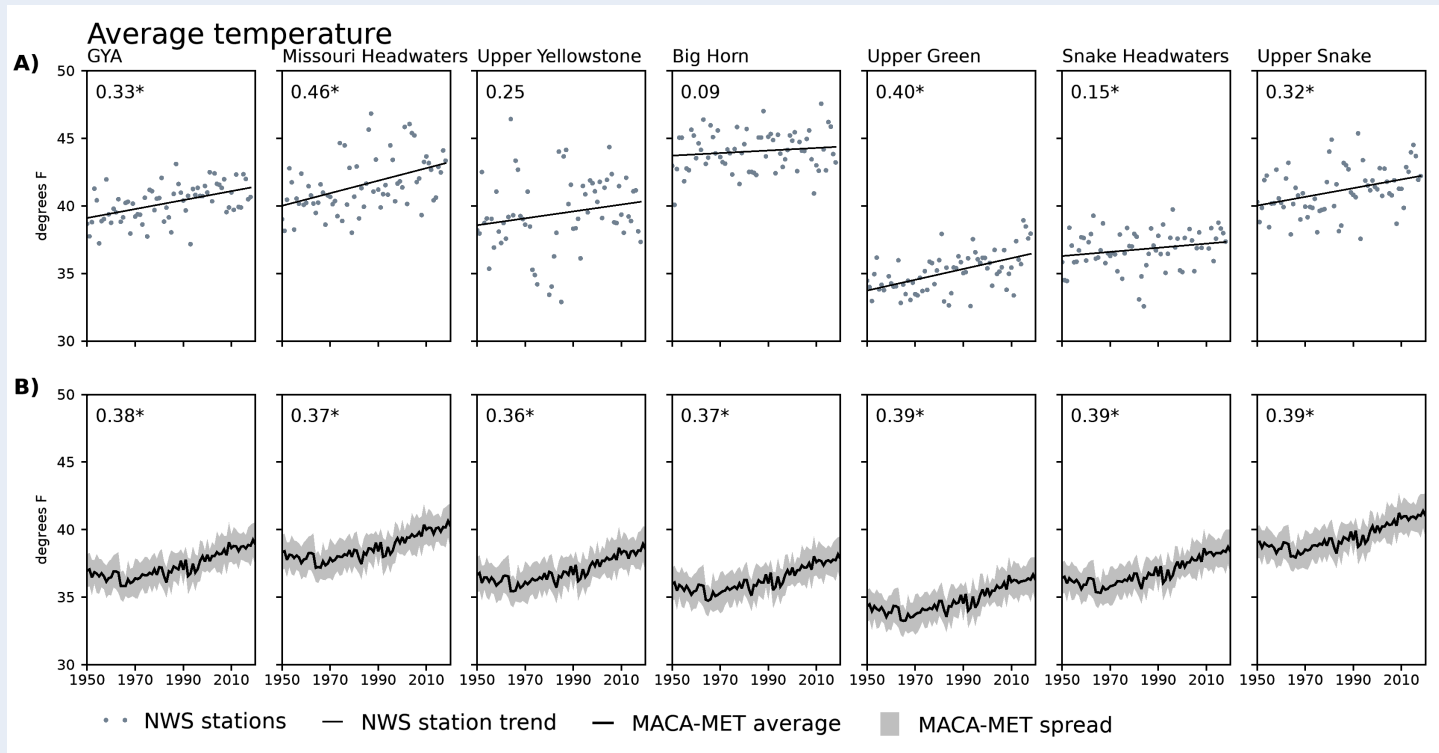 Average temperature
A) GYA Missouri Headwaters Upper Yellowstone Big Horn Upper Green Snake Headwaters Upper Snake
50
0.33* 0.46* 0.25 0.09 0.40* 0.15* 0.32*
45
40
35
30
degrees F
B)
50
0.38* 0.37* 0.36* 0.37* 0.39* 0.39* 0.39*
45
40
35
30
degrees F
1950 1970 1990 2010 1950 1970 1990 2010 1950 1970 1990 2010 1950 1970 1990 2010 1950 1970 1990 2010 1950 1970 1990 2010 1950 1970 1990 2010
NWS stations NWS station trend MACA-MET average MACA-MET spread